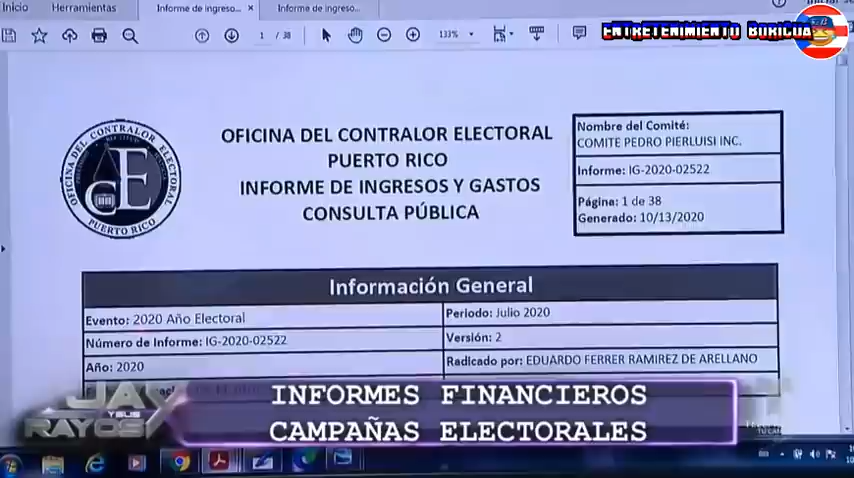 Inicio
Herramientas
Informe de ingreso...
Informe de ingreso...
1 / 38
133%
ENTRETENIMIENTO BORICUA
OFICINA DEL CONTRALOR ELECTORAL
PUERTO RICO
OFICINA DEL CONTRALOR ELECTORAL
PUERTO RICO
INFORME DE INGRESOS Y GASTOS
CONSULTA PÚBLICA
Nombre del Comité:
COMITE PEDRO PIERLUISI INC.
Informe: IG-2020-02522
Página: 1 de 38
Generado: 10/13/2020
Información General
Evento: 2020 Año Electoral
Periodo: Julio 2020
Número de Informe: IG-2020-02522
Versión: 2
Año: 2020
Radicado por: EDUARDO FERRER RAMIREZ DE ARELLANO
JAY
Y SUS
RAYOS X
INFORMES FINANCIEROS
CAMPAÑAS ELECTORALES